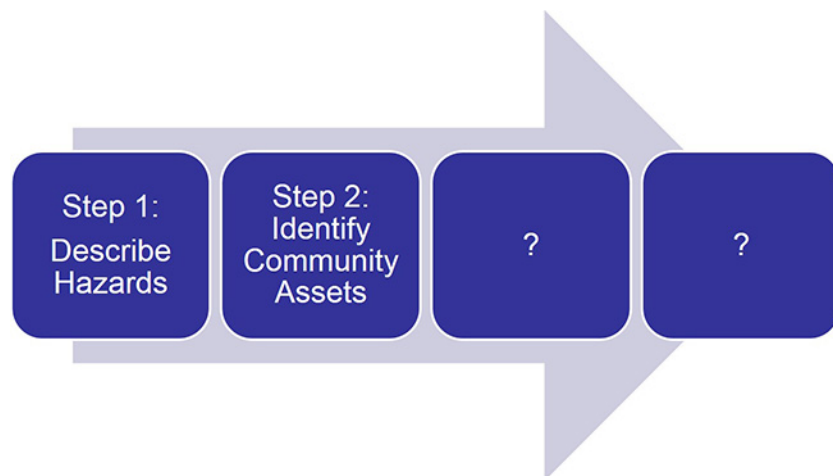 Step 1:
Describe
Hazards
Step 2:
Identify
Community
Assets
?
?